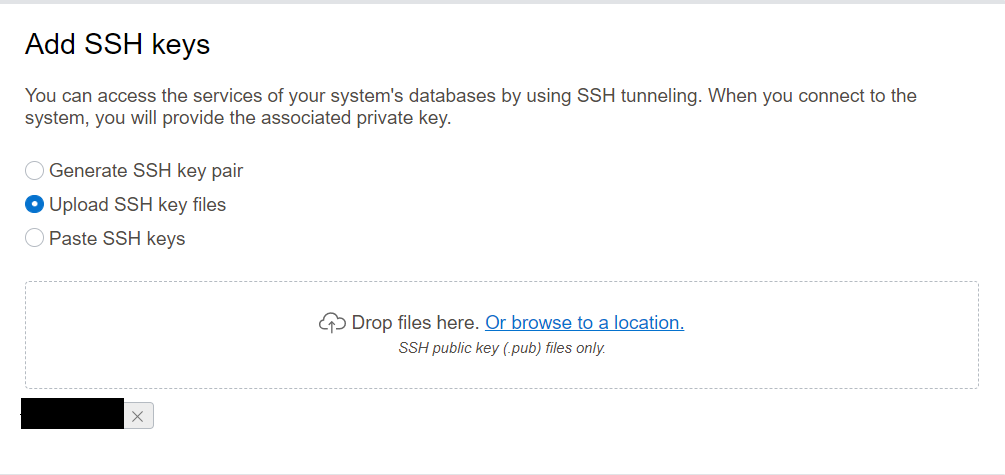 Add SSH keys
You can access the services of your system's databases by using SSH tunneling. When you connect to the
system, you will provide the associated private key.
Generate SSH key pair
Upload SSH key files
Paste SSH keys
Drop files here. Or browse to a location.
SSH public key (.pub) files only.